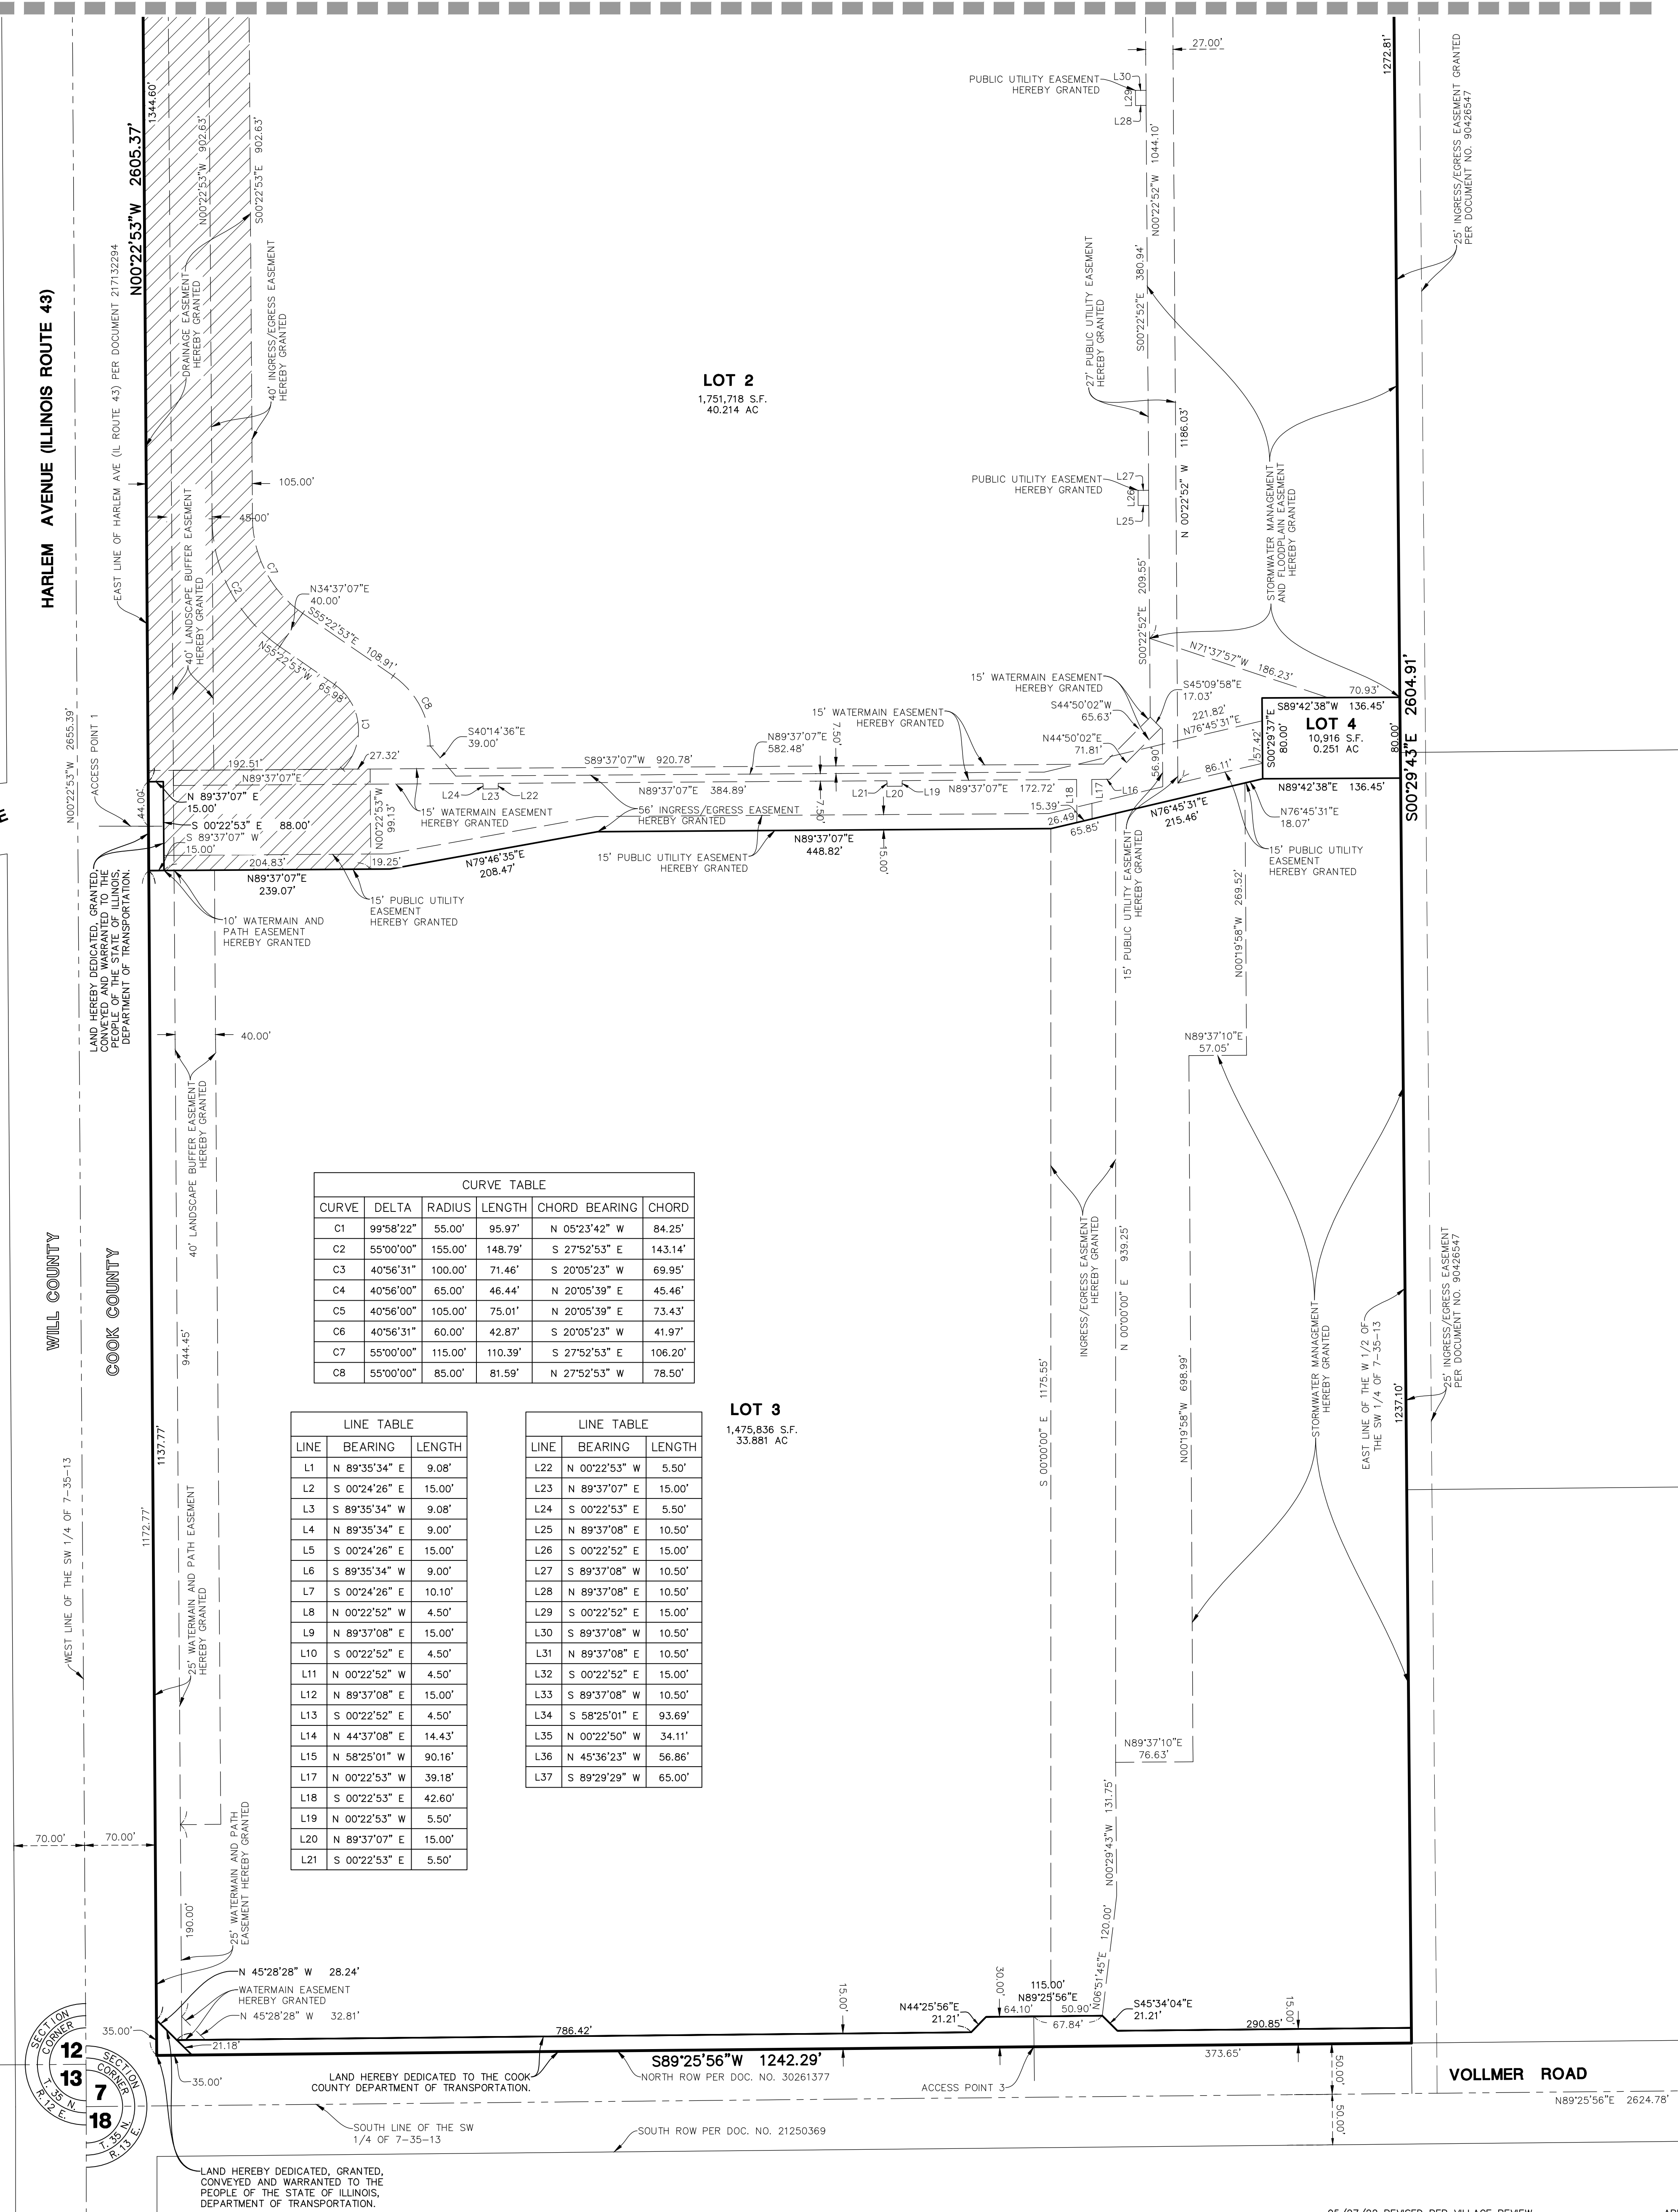 27.00'
1272.81'
PUBLIC UTILITY EASEMENT
HEREBY GRANTED
L30
L29
L28
25' INGRESS/EGRESS EASEMENT GRANTED
PER DOCUMENT NO. 90426547
1344.60'
N00°22'53"W 2605.37'
N00°22'53"W 902.63'
S00°22'53"E 902.63'
N00°22'52"W 1044.10'
S00°22'52"E 380.94'
27' PUBLIC UTILITY EASEMENT
HEREBY GRANTED
HARLEM AVENUE (ILLINOIS ROUTE 43)
EAST LINE OF HARLEM AVE (IL ROUTE 43) PER DOCUMENT 21732294
DRAINAGE EASEMENT
HEREBY GRANTED
40' INGRESS/EGRESS EASEMENT
HEREBY GRANTED
LOT 2
1,751,718 S.F.
40.214 AC
N 00°22'52" W 1186.03'
105.00'
45.00'
PUBLIC UTILITY EASEMENT
HEREBY GRANTED
L27
L26
L25
STORMWATER MANAGEMENT
AND FLOODPLAIN EASEMENT
HEREBY GRANTED
40' LANDSCAPE BUFFER EASEMENT
HEREBY GRANTED
C7
C2
N34°37'07"E
40.00'
S55°22'53"E 108.91'
N55°22'53"W 65.98'
C1
C8
S00°22'52"E 209.55'
N71°37'57"W 186.23'
15' WATERMAIN EASEMENT
HEREBY GRANTED
S45°09'58"E
17.03'
S44°50'02"W
65.63'
N44°50'02"E
71.81'
221.82'
N76°45'31"E
70.93'
S89°42'38"W 136.45'
LOT 4
10,916 S.F.
0.251 AC
S00°29'37"E
80.00'
80.00'
57.42'
N89°42'38"E 136.45'
S00°29'43"E 2604.91'
N00°22'53"W 2655.39'
ACCESS POINT 1
S40°14'36"E
39.00'
15' WATERMAIN EASEMENT
HEREBY GRANTED
7.50'
N89°37'07"E
582.48'
S89°37'07"W 920.78'
192.51'
27.32'
N89°37'07"E
44.00'
N 89°37'07" E
15.00'
S 00°22'53" E 88.00'
S 89°37'07" W
15.00'
N00°22'53"W
99.13'
L24
L23
L22
15' WATERMAIN EASEMENT
HEREBY GRANTED
N89°37'07"E 384.89'
56' INGRESS/EGRESS EASEMENT
HEREBY GRANTED
7.50'
L21
L20
L19
N89°37'07"E 172.72'
L18
L17
L16
56.90'
86.11'
15.39'
26.49'
65.85'
N76°45'31"E
215.46'
N76°45'31"E
18.07'
15' PUBLIC UTILITY
EASEMENT
HEREBY GRANTED
204.83'
19.25'
N89°37'07"E
239.07'
N79°46'35"E
208.47'
15' PUBLIC UTILITY EASEMENT
HEREBY GRANTED
N89°37'07"E
448.82'
15.00'
15' PUBLIC UTILITY
EASEMENT
HEREBY GRANTED
10' WATERMAIN AND
PATH EASEMENT
HEREBY GRANTED
LAND HEREBY DEDICATED, GRANTED,
CONVEYED AND WARRANTED TO THE
PEOPLE OF THE STATE OF ILLINOIS,
DEPARTMENT OF TRANSPORTATION.
15' PUBLIC UTILITY EASEMENT
HEREBY GRANTED
N00°19'58"W 269.52'
40.00'
N89°37'10"E
57.05'
40' LANDSCAPE BUFFER EASEMENT
HEREBY GRANTED
WILL COUNTY
COOK COUNTY
944.45'
CURVE TABLE
CURVE DELTA RADIUS LENGTH CHORD BEARING CHORD
C1 99°58'22" 55.00' 95.97' N 05°23'42" W 84.25'
C2 55°00'00" 155.00' 148.79' S 27°52'53" E 143.14'
C3 40°56'31" 100.00' 71.46' S 20°05'23" W 69.95'
C4 40°56'00" 65.00' 46.44' N 20°05'39" E 45.46'
C5 40°56'00" 105.00' 75.01' N 20°05'39" E 73.43'
C6 40°56'31" 60.00' 42.87' S 20°05'23" W 41.97'
C7 55°00'00" 115.00' 110.39' S 27°52'53" E 106.20'
C8 55°00'00" 85.00' 81.59' N 27°52'53" W 78.50'
INGRESS/EGRESS EASEMENT
HEREBY GRANTED
N 00°00'00" E 939.25'
S 00°00'00" E 1175.55'
N00°19'58"W 698.99'
STORMWATER MANAGEMENT
HEREBY GRANTED
EAST LINE OF THE W 1/2 OF
THE SW 1/4 OF 7-35-13
1237.10'
25' INGRESS/EGRESS EASEMENT
PER DOCUMENT NO. 90426547
LOT 3
1,475,836 S.F.
33.881 AC
LINE TABLE
LINE BEARING LENGTH
L1 N 89°35'34" E 9.08'
L2 S 00°24'26" E 15.00'
L3 S 89°35'34" W 9.08'
L4 N 89°35'34" E 9.00'
L5 S 00°24'26" E 15.00'
L6 S 89°35'34" W 9.00'
L7 S 00°24'26" E 10.10'
L8 N 00°22'52" W 4.50'
L9 N 89°37'08" E 15.00'
L10 S 00°22'52" E 4.50'
L11 N 00°22'52" W 4.50'
L12 N 89°37'08" E 15.00'
L13 S 00°22'52" E 4.50'
L14 N 44°37'08" E 14.43'
L15 N 58°25'01" W 90.16'
L17 N 00°22'53" W 39.18'
L18 S 00°22'53" E 42.60'
L19 N 00°22'53" W 5.50'
L20 N 89°37'07" E 15.00'
L21 S 00°22'53" E 5.50'
LINE TABLE
LINE BEARING LENGTH
L22 N 00°22'53" W 5.50'
L23 N 89°37'07" E 15.00'
L24 S 00°22'53" E 5.50'
L25 N 89°37'08" E 10.50'
L26 S 00°22'52" E 15.00'
L27 S 89°37'08" W 10.50'
L28 N 89°37'08" E 10.50'
L29 S 00°22'52" E 15.00'
L30 S 89°37'08" W 10.50'
L31 N 89°37'08" E 10.50'
L32 S 00°22'52" E 15.00'
L33 S 89°37'08" W 10.50'
L34 S 58°25'01" E 93.69'
L35 N 00°22'50" W 34.11'
L36 N 45°36'23" W 56.86'
L37 S 89°29'29" W 65.00'
1137.77'
1172.77'
WEST LINE OF THE SW 1/4 OF 7-35-13
25' WATERMAIN AND PATH EASEMENT
HEREBY GRANTED
N89°37'10"E
76.63'
N00°29'43"W 131.75'
70.00'
70.00'
25' WATERMAIN AND PATH
EASEMENT HEREBY GRANTED
190.00'
N06°51'45"E 120.00'
N 45°28'28" W 28.24'
WATERMAIN EASEMENT
HEREBY GRANTED
N 45°28'28" W 32.81'
35.00'
21.18'
35.00'
786.42'
15.00'
N44°25'56"E
21.21'
30.00'
115.00'
N89°25'56"E
64.10'
50.90'
67.84'
S45°34'04"E
21.21'
290.85'
15.00'
373.65'
S89°25'56"W 1242.29'
LAND HEREBY DEDICATED TO THE COOK
COUNTY DEPARTMENT OF TRANSPORTATION.
NORTH ROW PER DOC. NO. 30261377
ACCESS POINT 3
50.00'
50.00'
VOLLMER ROAD
N89°25'56"E 2624.78'
SECTION
CORNER
12
13
T. 35 N.
R. 12 E.
SECTION
CORNER
7
18
T. 35 N.
R. 13 E.
SOUTH LINE OF THE SW
1/4 OF 7-35-13
SOUTH ROW PER DOC. NO. 21250369
LAND HEREBY DEDICATED, GRANTED,
CONVEYED AND WARRANTED TO THE
PEOPLE OF THE STATE OF ILLINOIS,
DEPARTMENT OF TRANSPORTATION.